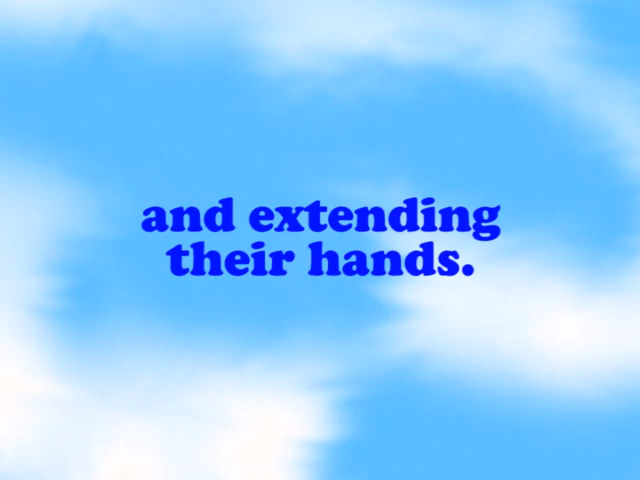 and extending
their hands.